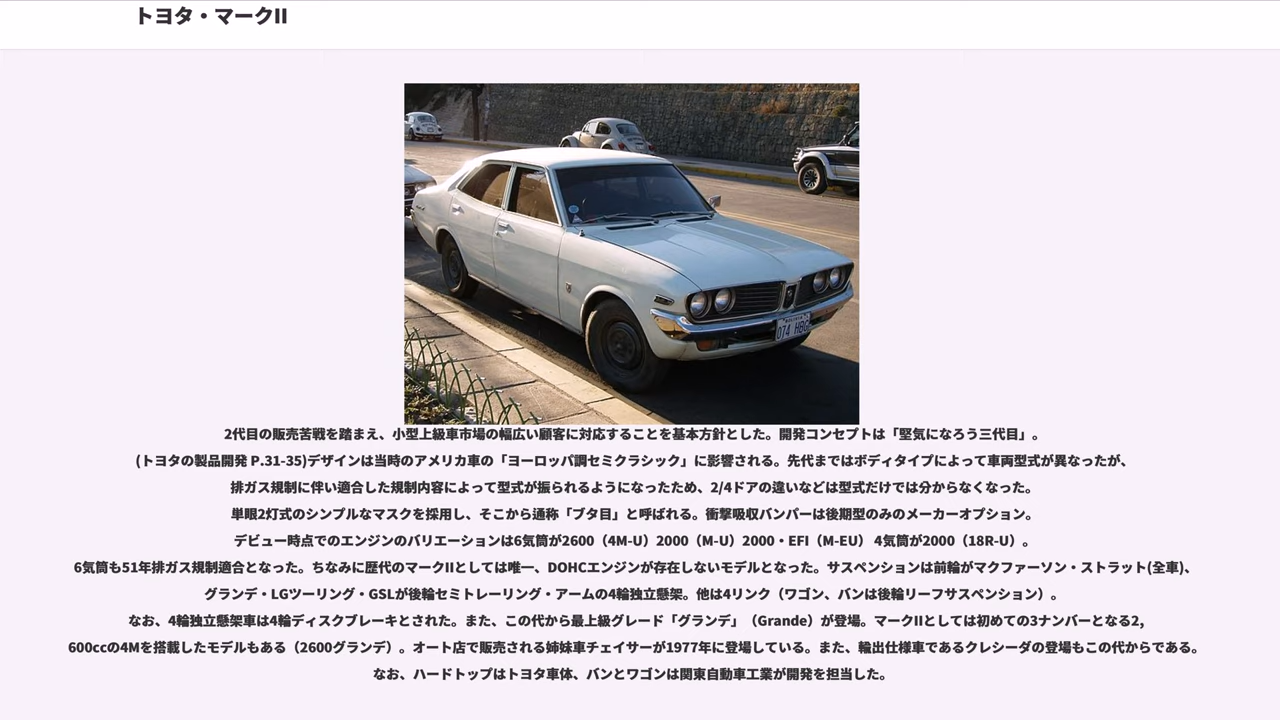 トヨタ・マークII
074 HBG
2代目の販売苦戦を踏まえ、小型上級車市場の幅広い顧客に対応することを基本方針とした。開発コンセプトは「堅気になろう三代目」。
(トヨタの製品開発 P.31-35)デザインは当時のアメリカ車の「ヨーロッパ調セミクラシック」に影響される。先代まではボディタイプによって車両型式が異なったが、
排ガス規制に伴い適合した規制内容によって型式が振られるようになったため、2/4ドアの違いなどは型式だけでは分からなくなった。
単眼2灯式のシンプルなマスクを採用し、そこから通称「ブタ目」と呼ばれる。衝撃吸収バンパーは後期型のみのメーカーオプション。
デビュー時点でのエンジンのバリエーションは6気筒が2600（4M-U）2000（M-U）2000・EFI（M-EU） 4気筒が2000（18R-U）。
6気筒も51年排ガス規制適合となった。ちなみに歴代のマークIIとしては唯一、DOHCエンジンが存在しないモデルとなった。サスペンションは前輪がマクファーソン・ストラット(全車)、
グランデ・LGツーリング・GSLが後輪セミトレーリング・アームの4輪独立懸架。他は4リンク（ワゴン、バンは後輪リーフサスペンション）。
なお、4輪独立懸架車は4輪ディスクブレーキとされた。また、この代から最上級グレード「グランデ」（Grande）が登場。マークIIとしては初めての3ナンバーとなる2,
600ccの4Mを搭載したモデルもある（2600グランデ）。オート店で販売される姉妹車チェイサーが1977年に登場している。また、輸出仕様車であるクレシーダの登場もこの代からである。
なお、ハードトップはトヨタ車体、バンとワゴンは関東自動車工業が開発を担当した。